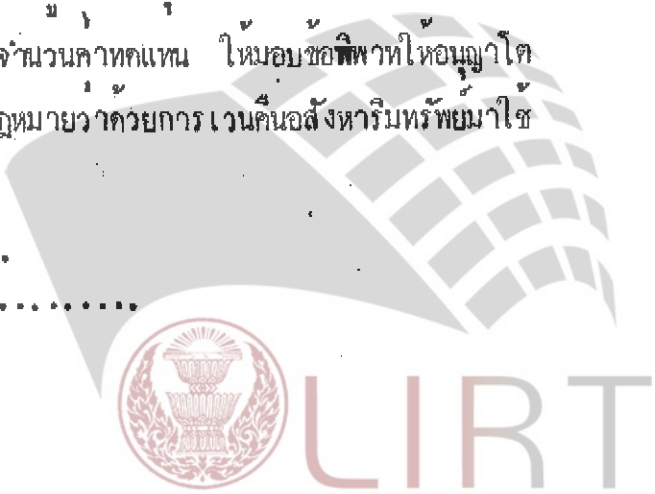 จำนวนค่าทดแทน ให้มอบข้อพิพาทให้อนุญาโต
ฎหมายว่าด้วยการเวนคืนอสังหาริมทรัพย์มาใช้
.
.........
LIRT